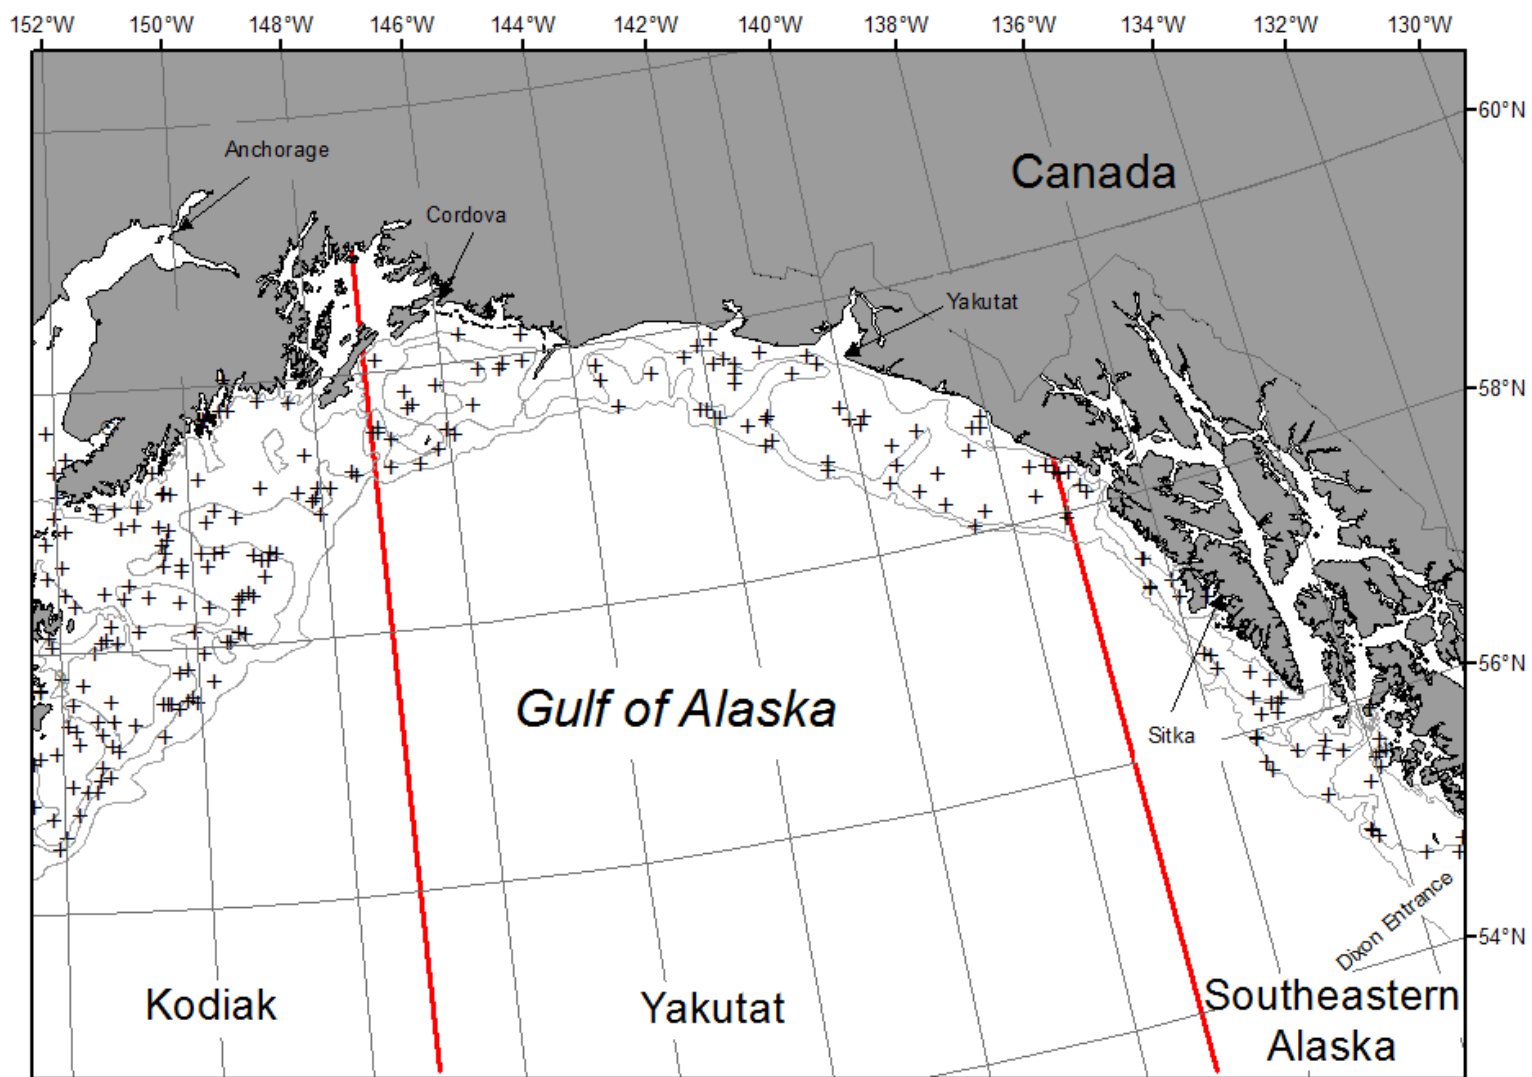 152°W 150°W 148°W 146°W 144°W 142°W 140°W 138°W 136°W 134°W 132°W 130°W
60°N
Anchorage
Canada
Cordova
Yakutat
58°N
56°N
Gulf of Alaska
Sitka
Dixon Entrance
54°N
Kodiak
Yakutat
Southeastern
Alaska